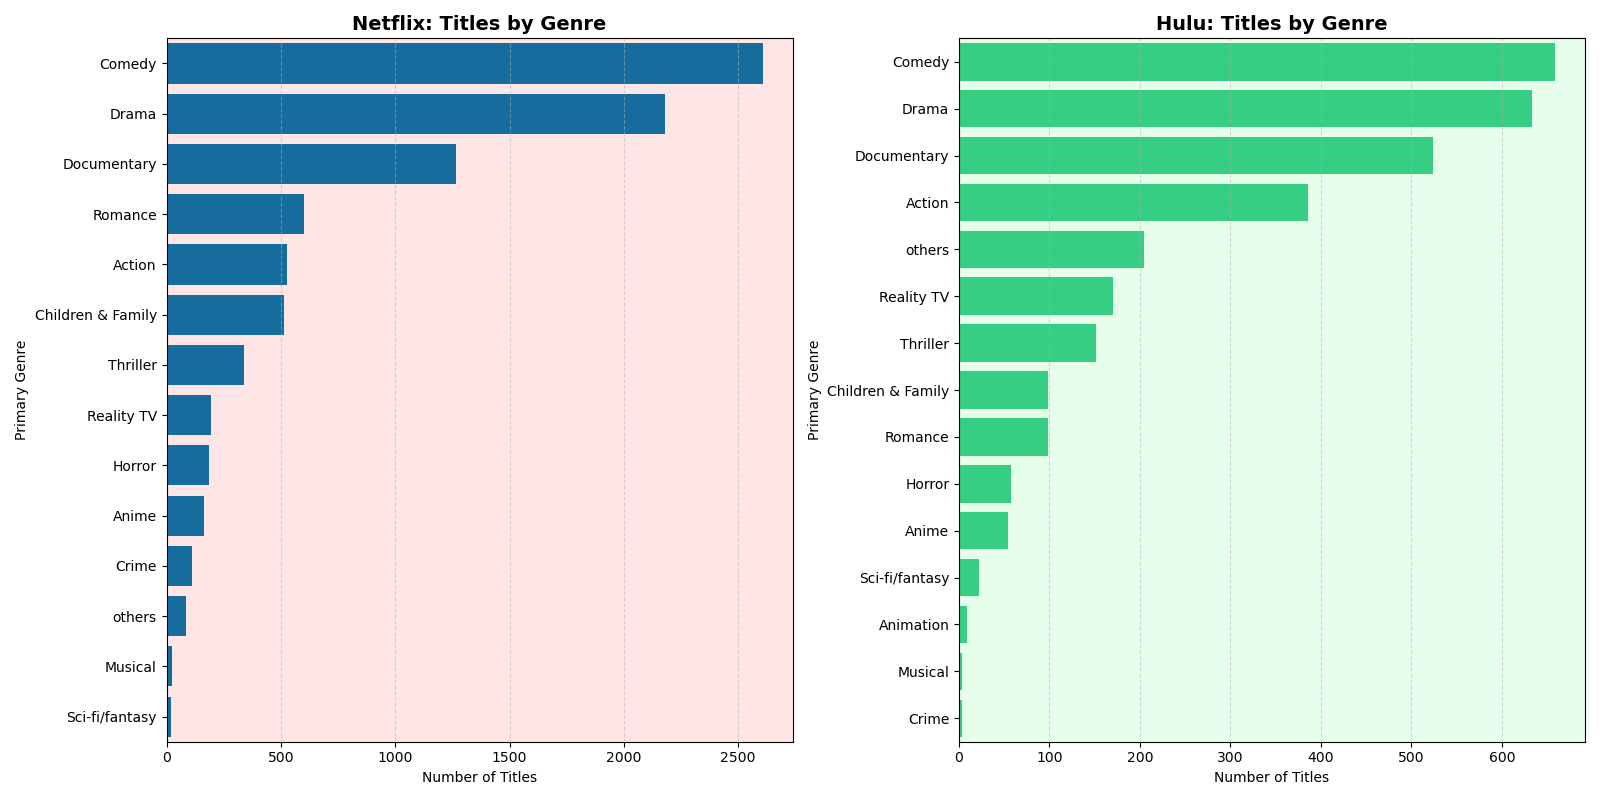 Netflix: Titles by Genre
Primary Genre
Comedy
Drama
Documentary
Romance
Action
Children & Family
Thriller
Reality TV
Horror
Anime
Crime
others
Musical
Sci-fi/fantasy
0 500 1000 1500 2000 2500
Number of Titles
Hulu: Titles by Genre
Primary Genre
Comedy
Drama
Documentary
Action
others
Reality TV
Thriller
Children & Family
Romance
Horror
Anime
Sci-fi/fantasy
Animation
Musical
Crime
0 100 200 300 400 500 600
Number of Titles